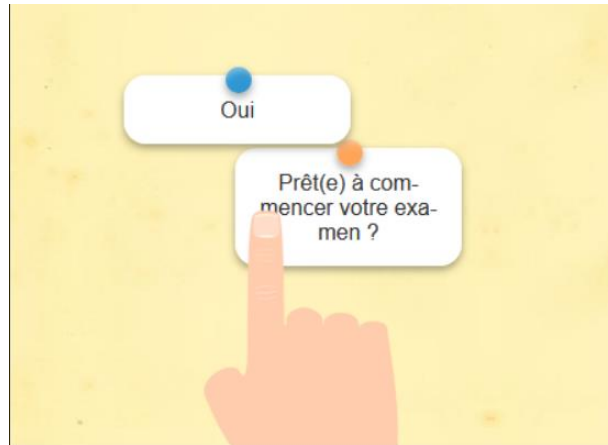 Oui
Prêt(e) à com-
mencer votre exa-
men ?